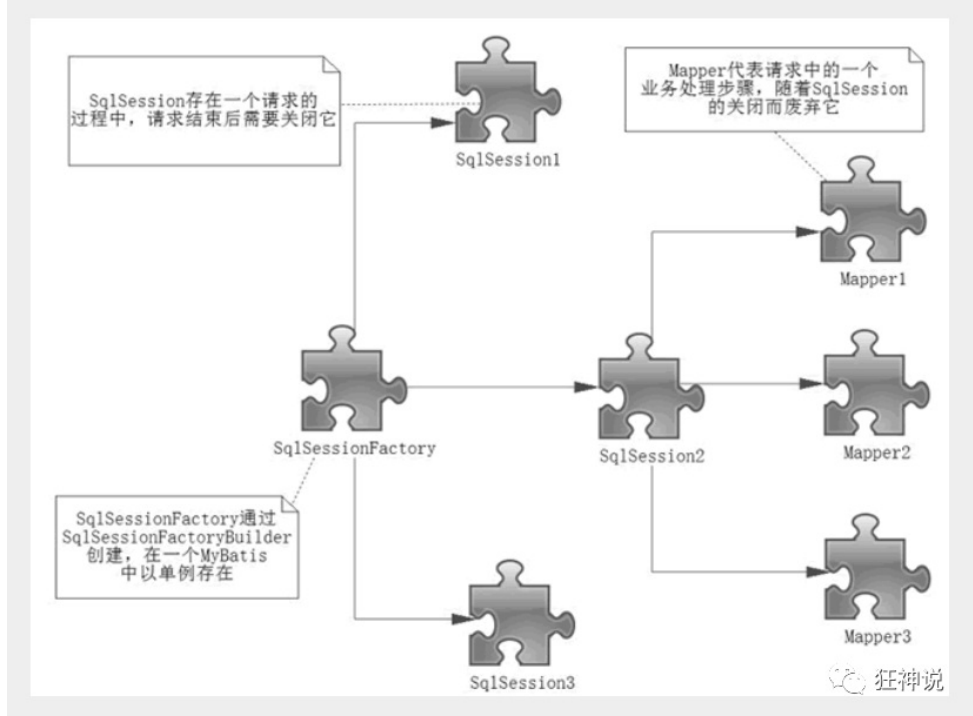 SqlSession存在一个请求的
过程中，请求结束后需要关闭它
SqlSession1
Mapper代表请求中的一个
业务处理步骤，随着SqlSession
的关闭而废弃它
Mapper1
SqlSessionFactory
SqlSession2
Mapper2
SqlSessionFactory通过
SqlSessionFactoryBuilder
创建，在一个MyBatis
中以单例存在
SqlSession3
Mapper3
狂神说